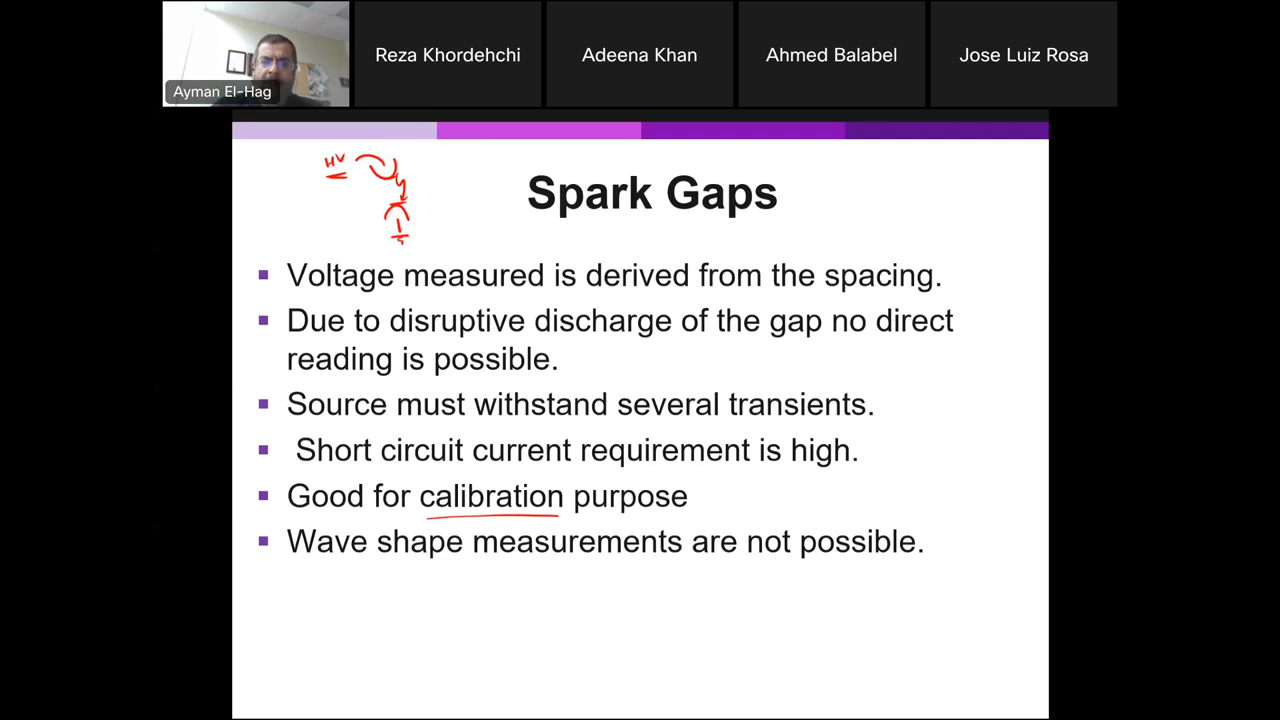 Reza Khordehchi
Adeena Khan
Ahmed Balabel
Jose Luiz Rosa
Ayman El-Hag
HV
Spark Gaps
▪ Voltage measured is derived from the spacing.
▪ Due to disruptive discharge of the gap no direct
reading is possible.
▪ Source must withstand several transients.
▪ Short circuit current requirement is high.
▪ Good for calibration purpose
▪ Wave shape measurements are not possible.